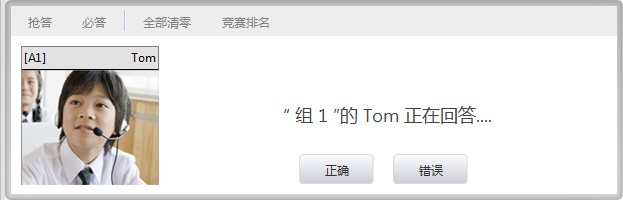 抢答 必答 全部清零 竞赛排名
[A1] Tom
“ 组 1 ”的 Tom 正在回答....
正确 错误